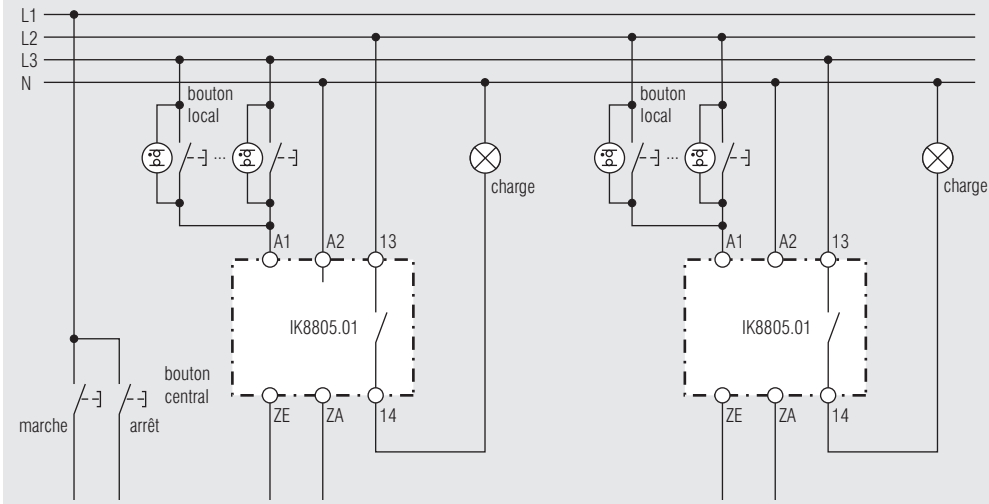 L1
L2
L3
N
bouton
local
...
charge
A1 A2 13
IK8805.01
ZE ZA 14
bouton
local
...
charge
A1 A2 13
IK8805.01
ZE ZA 14
bouton
central
marche arrêt